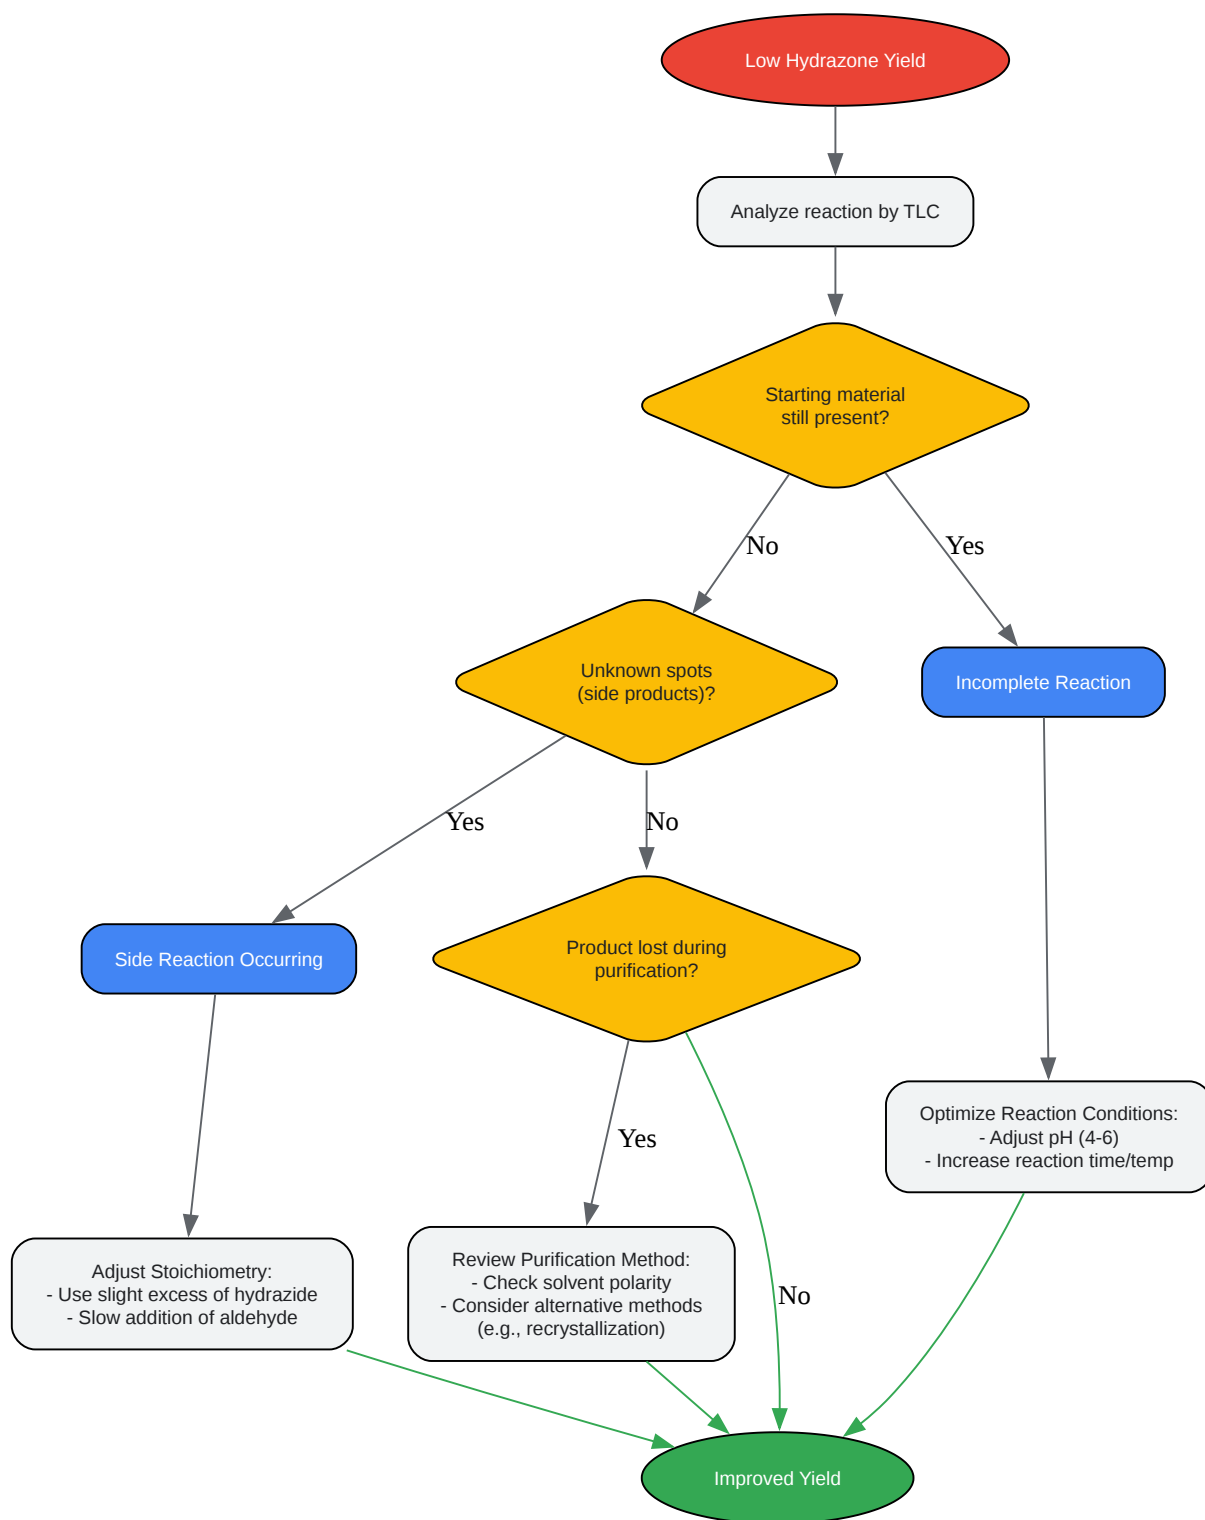 Low Hydrazone Yield
Analyze reaction by TLC
Starting material
still present?
No
Yes
Unknown spots
(side products)?
Incomplete Reaction
Yes
No
Side Reaction Occurring
Product lost during
purification?
Optimize Reaction Conditions:
- Adjust pH (4-6)
- Increase reaction time/temp
Yes
Adjust Stoichiometry:
- Use slight excess of hydrazide
- Slow addition of aldehyde
Review Purification Method:
- Check solvent polarity
- Consider alternative methods
(e.g., recrystallization)
No
Improved Yield